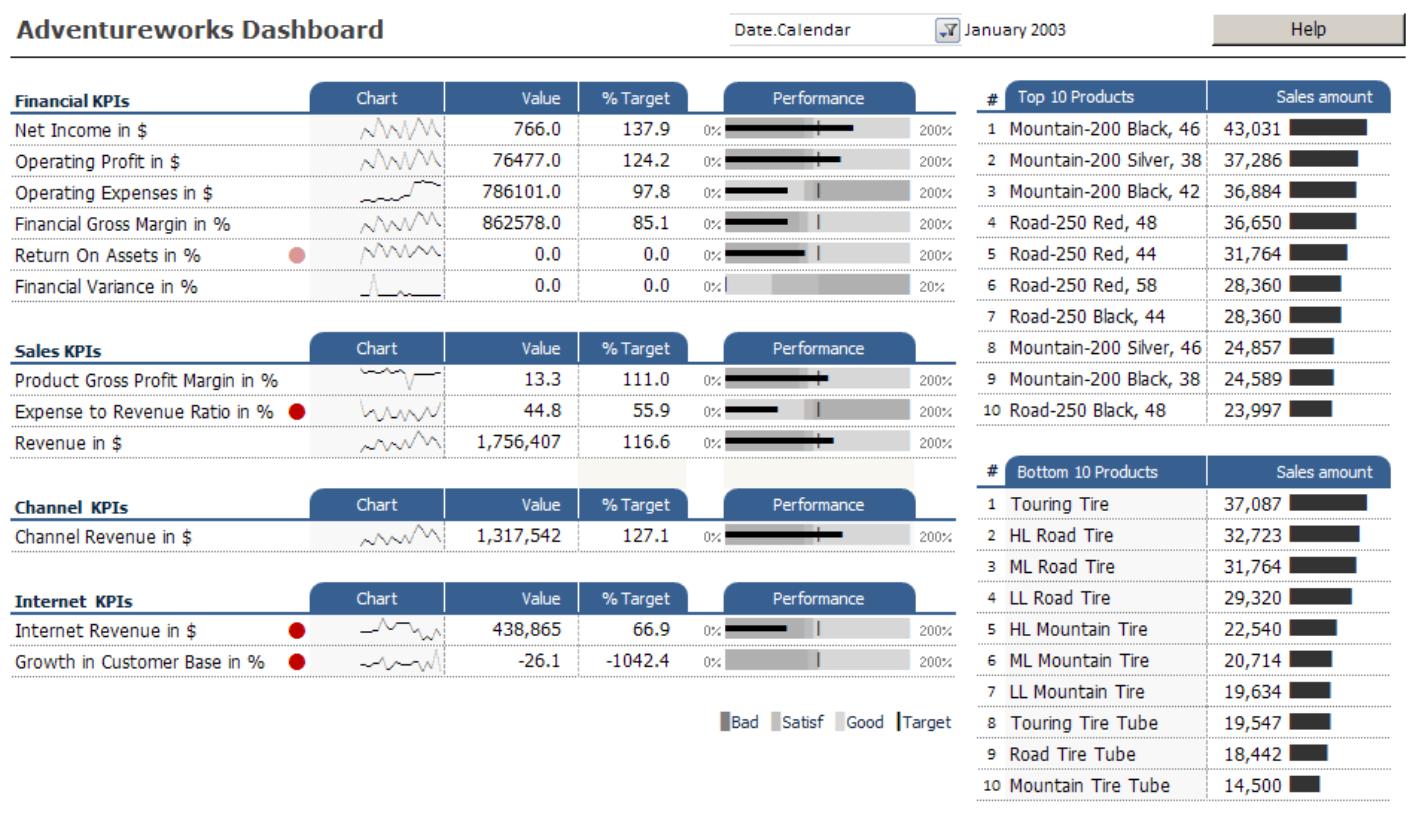 Adventureworks Dashboard
Date.Calendar January 2003 Help
Financial KPIs Chart Value % Target Performance
Net Income in $ 766.0 137.9 0% 200%
Operating Profit in $ 76477.0 124.2 0% 200%
Operating Expenses in $ 786101.0 97.8 0% 200%
Financial Gross Margin in % 862578.0 85.1 0% 200%
Return On Assets in % 0.0 0.0 0% 200%
Financial Variance in % 0.0 0.0 0% 20%
Sales KPIs Chart Value % Target Performance
Product Gross Profit Margin in % 13.3 111.0 0% 200%
Expense to Revenue Ratio in % 44.8 55.9 0% 200%
Revenue in $ 1,756,407 116.6 0% 200%
Channel KPIs Chart Value % Target Performance
Channel Revenue in $ 1,317,542 127.1 0% 200%
Internet KPIs Chart Value % Target Performance
Internet Revenue in $ 438,865 66.9 0% 200%
Growth in Customer Base in % -26.1 -1042.4 0% 200%
Bad Satisf Good Target
# Top 10 Products Sales amount
1 Mountain-200 Black, 46 43,031
2 Mountain-200 Silver, 38 37,286
3 Mountain-200 Black, 42 36,884
4 Road-250 Red, 48 36,650
5 Road-250 Red, 44 31,764
6 Road-250 Red, 58 28,360
7 Road-250 Black, 44 28,360
8 Mountain-200 Silver, 46 24,857
9 Mountain-200 Black, 38 24,589
10 Road-250 Black, 48 23,997
# Bottom 10 Products Sales amount
1 Touring Tire 37,087
2 HL Road Tire 32,723
3 ML Road Tire 31,764
4 LL Road Tire 29,320
5 HL Mountain Tire 22,540
6 ML Mountain Tire 20,714
7 LL Mountain Tire 19,634
8 Touring Tire Tube 19,547
9 Road Tire Tube 18,442
10 Mountain Tire Tube 14,500